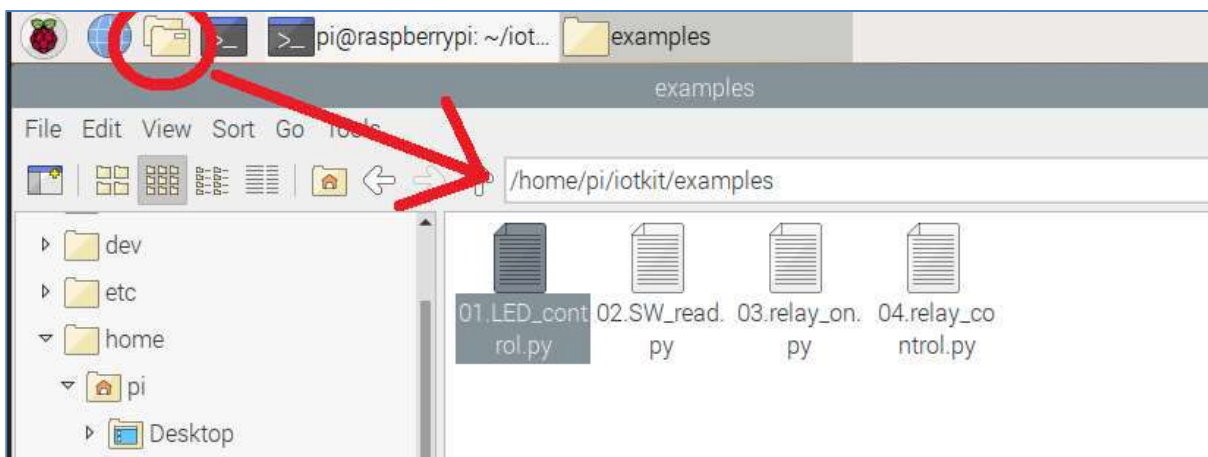 pi@raspberrypi: ~/iot...
examples
examples
File Edit View Sort Go Tools
/home/pi/iotkit/examples
dev
etc
home
pi
Desktop
01.LED_cont
rol.py
02.SW_read.
py
03.relay_on.
py
04.relay_co
ntrol.py